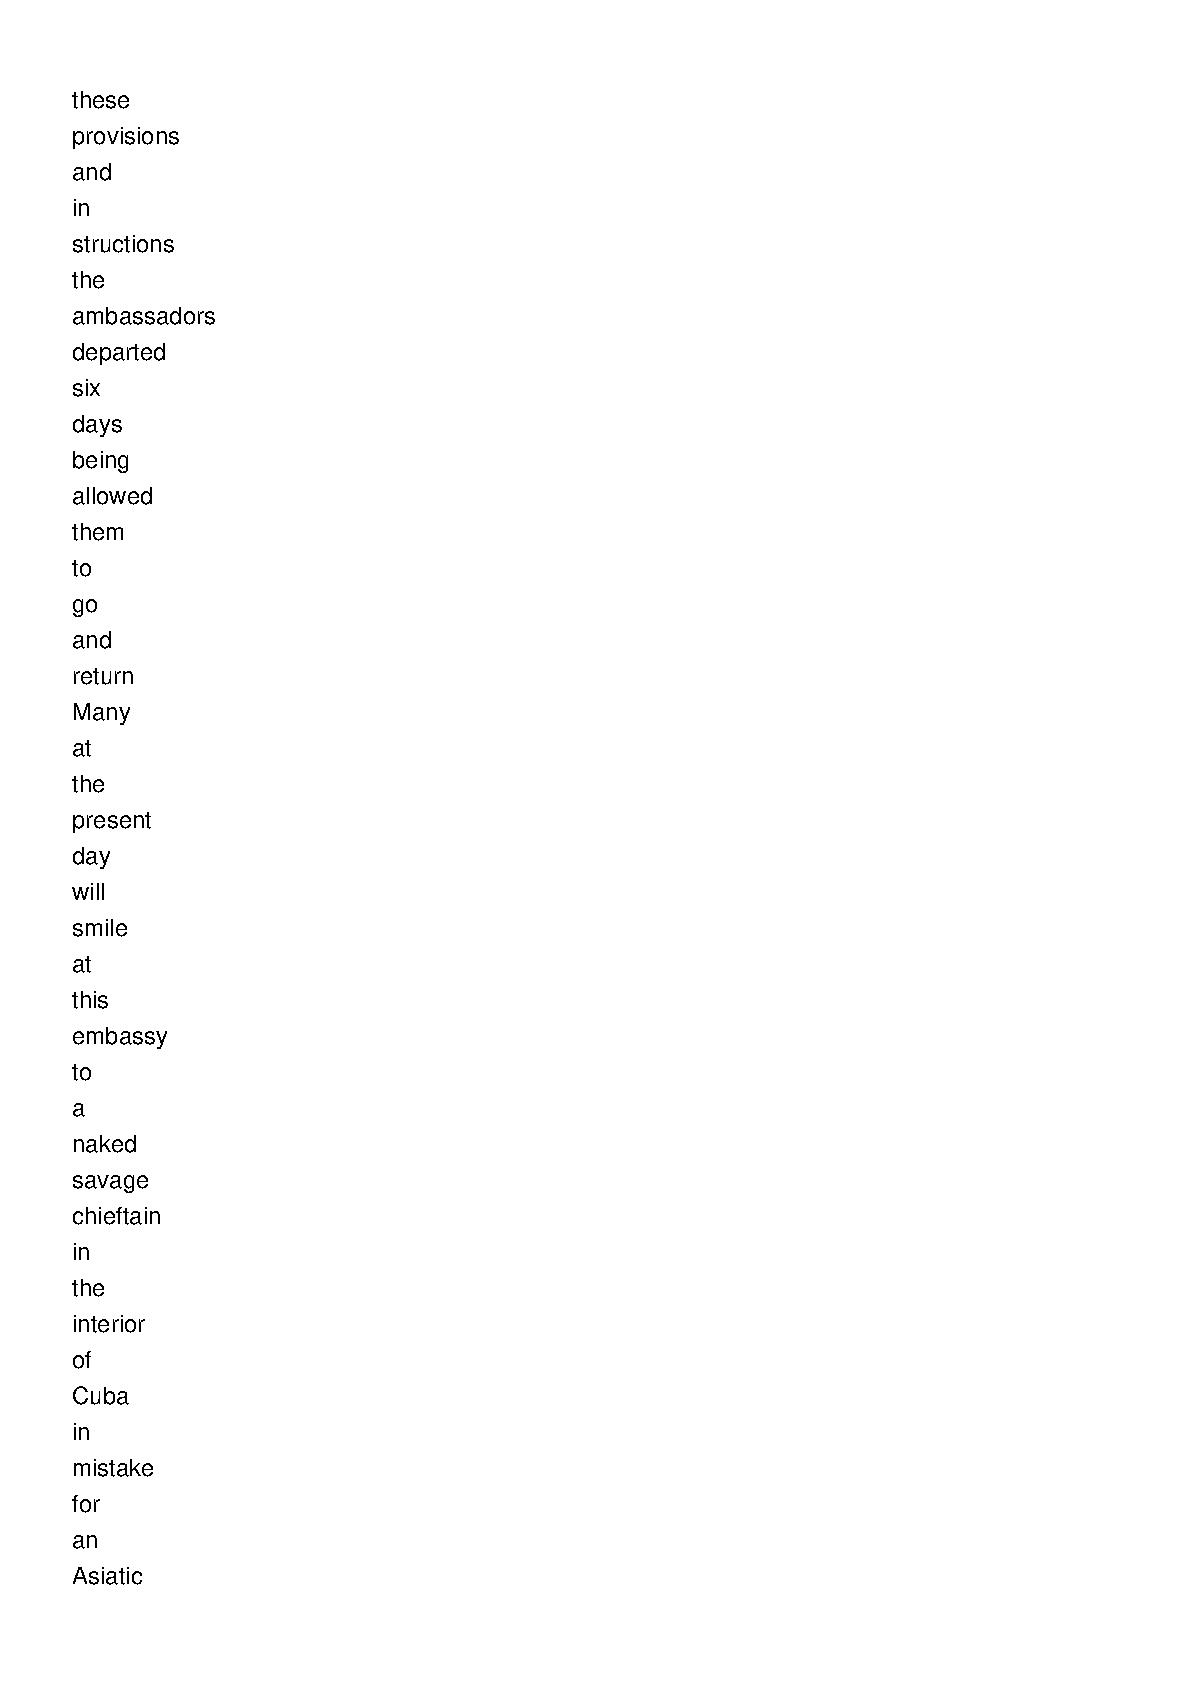 these
provisions
and
in
structions
the
ambassadors
departed
six
days
being
allowed
them
to
go
and
return
Many
at
the
present
day
will
smile
at
this
embassy
to
a
naked
savage
chieftain
in
the
interior
of
Cuba
in
mistake
for
an
Asiatic